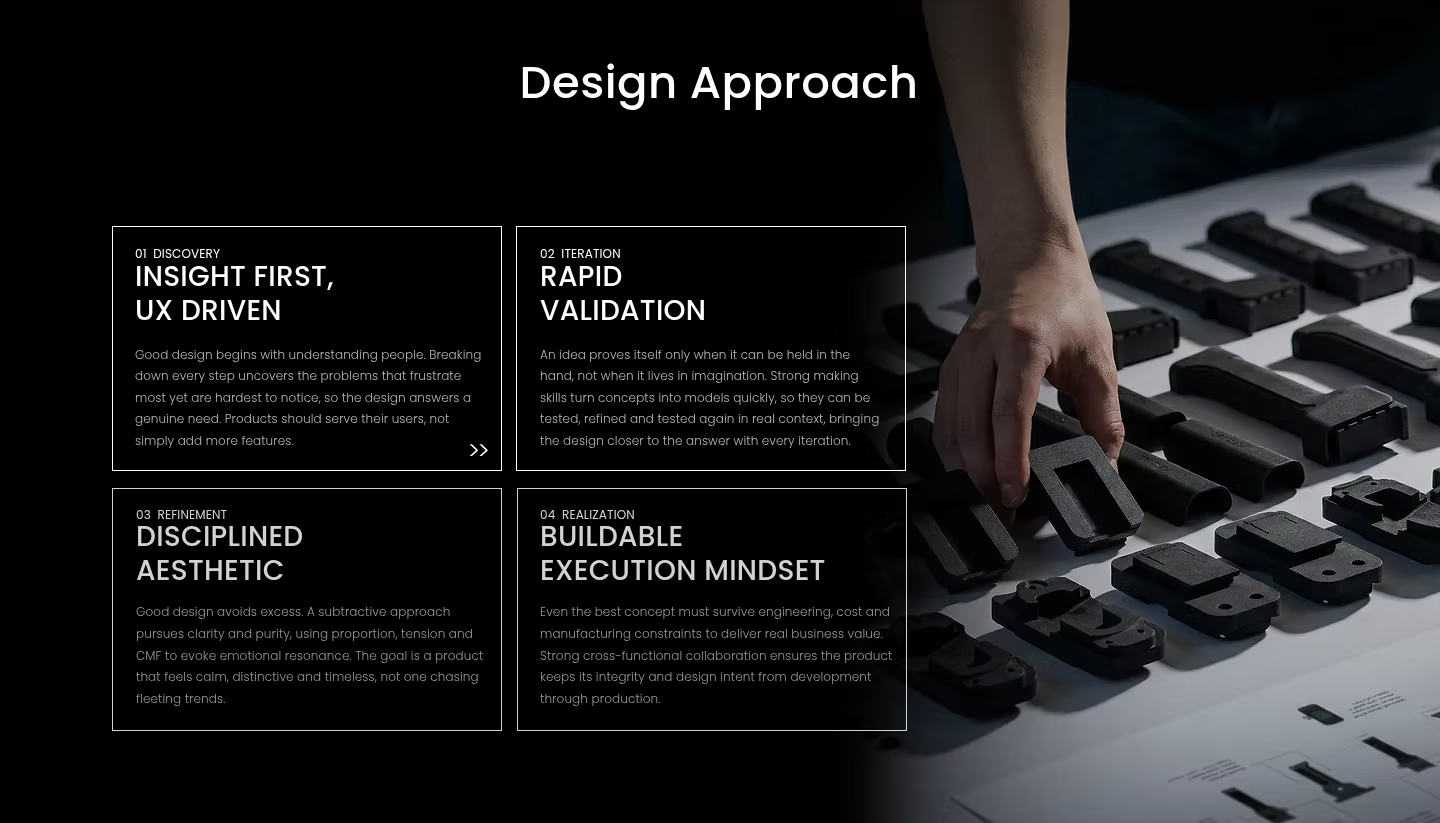 Design Approach
01 DISCOVERY
INSIGHT FIRST,
UX DRIVEN
Good design begins with understanding people. Breaking
down every step uncovers the problems that frustrate
most yet are hardest to notice, so the design answers a
genuine need. Products should serve their users, not
simply add more features.
>>
02 ITERATION
RAPID
VALIDATION
An idea proves itself only when it can be held in the
hand, not when it lives in imagination. Strong making
skills turn concepts into models quickly, so they can be
tested, refined and tested again in real context, bringing
the design closer to the answer with every iteration.
03 REFINEMENT
DISCIPLINED
AESTHETIC
Good design avoids excess. A subtractive approach
pursues clarity and purity, using proportion, tension and
CMF to evoke emotional resonance. The goal is a product
that feels calm, distinctive and timeless, not one chasing
fleeting trends.
04 REALIZATION
BUILDABLE
EXECUTION MINDSET
Even the best concept must survive engineering, cost and
manufacturing constraints to deliver real business value.
Strong cross-functional collaboration ensures the product
keeps its integrity and design intent from development
through production.